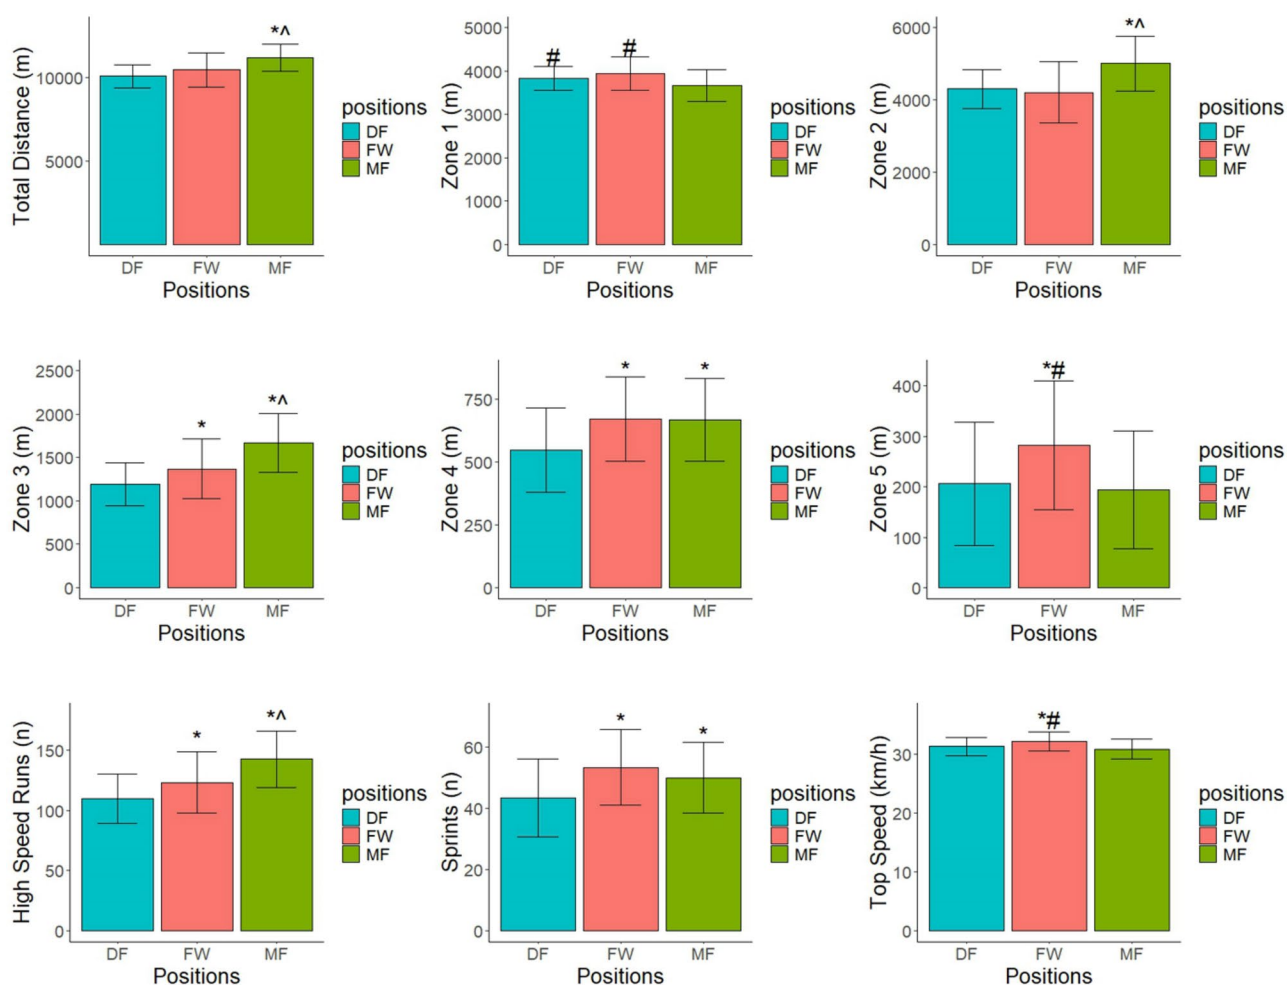 Total Distance (m)
10000
5000
*^
DF
FW
MF
Positions
positions
DF
FW
MF
Zone 1 (m)
5000
4000
3000
2000
1000
0
#
#
DF
FW
MF
Positions
positions
DF
FW
MF
Zone 2 (m)
6000
4000
2000
0
*^
DF
FW
MF
Positions
positions
DF
FW
MF
Zone 3 (m)
2500
2000
1500
1000
500
0
*
*^
DF
FW
MF
Positions
positions
DF
FW
MF
Zone 4 (m)
750
500
250
0
*
*
DF
FW
MF
Positions
positions
DF
FW
MF
Zone 5 (m)
400
300
200
100
0
*#
DF
FW
MF
Positions
positions
DF
FW
MF
High Speed Runs (n)
150
100
50
0
*
*^
DF
FW
MF
Positions
positions
DF
FW
MF
Sprints (n)
60
40
20
0
*
*
DF
FW
MF
Positions
positions
DF
FW
MF
Top Speed (km/h)
30
20
10
0
*#
DF
FW
MF
Positions
positions
DF
FW
MF